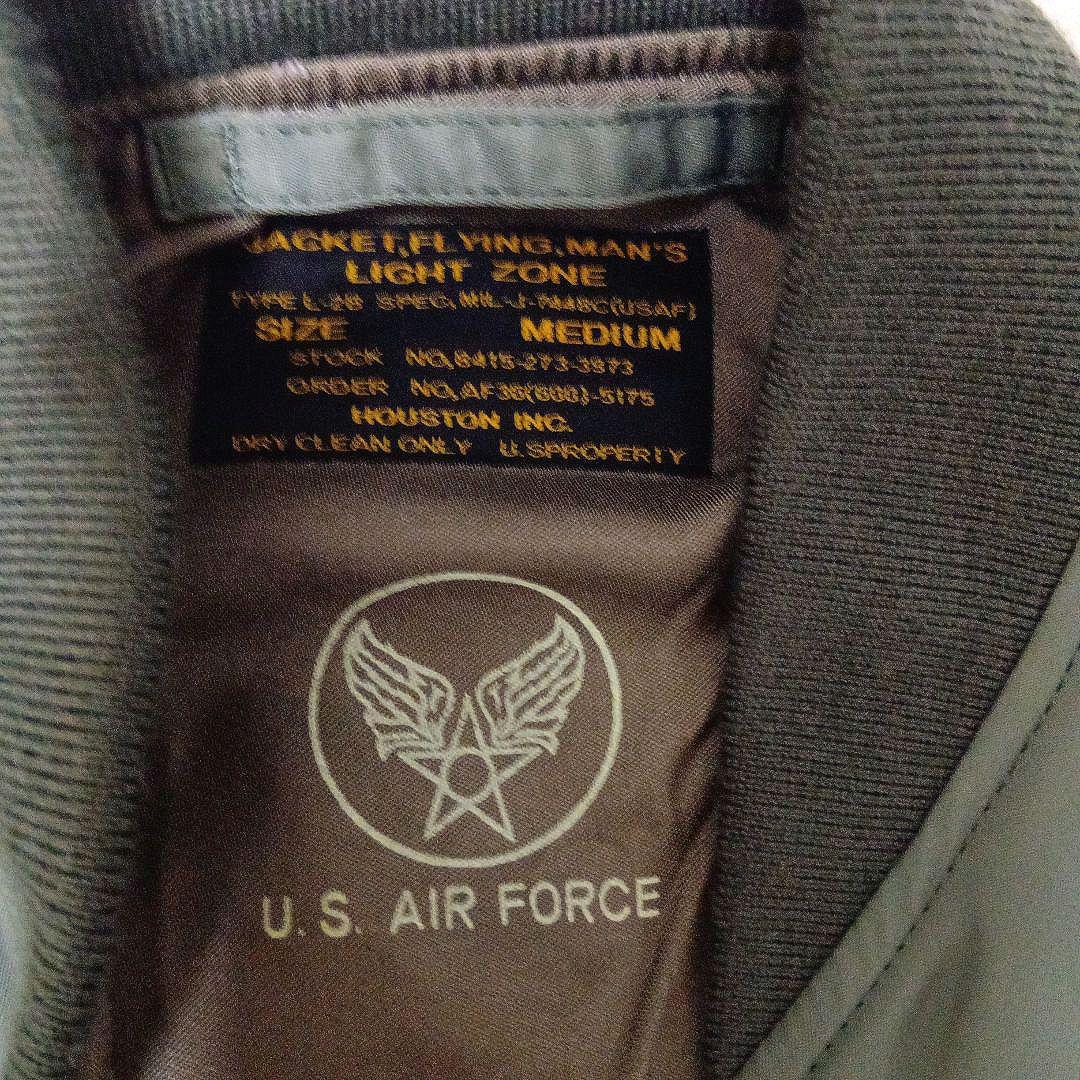 JACKET,FLYING,MAN'S
LIGHT ZONE
TYPE L-2B SPEC,MIL-J-7448C(USAF)
SIZE MEDIUM
STOCK NO,8415-273-3973
ORDER NO,AF36(600)-5175
HOUSTON INC.
DRY CLEAN ONLY U.SPROPERTY
U.S. AIR FORCE